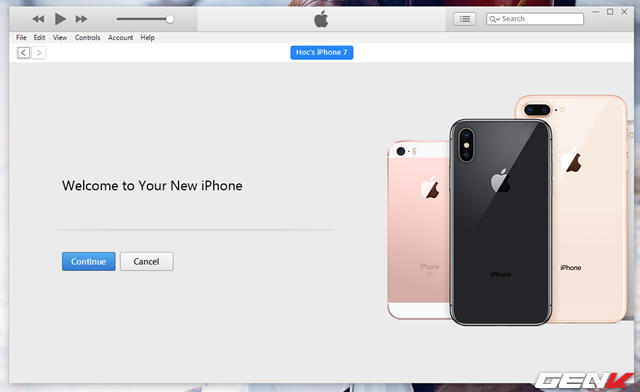 Search
File Edit View Controls Account Help
Hoc's iPhone 7
Welcome to Your New iPhone
Continue Cancel
iPhone
SE
iPhone
iPhone
GENK